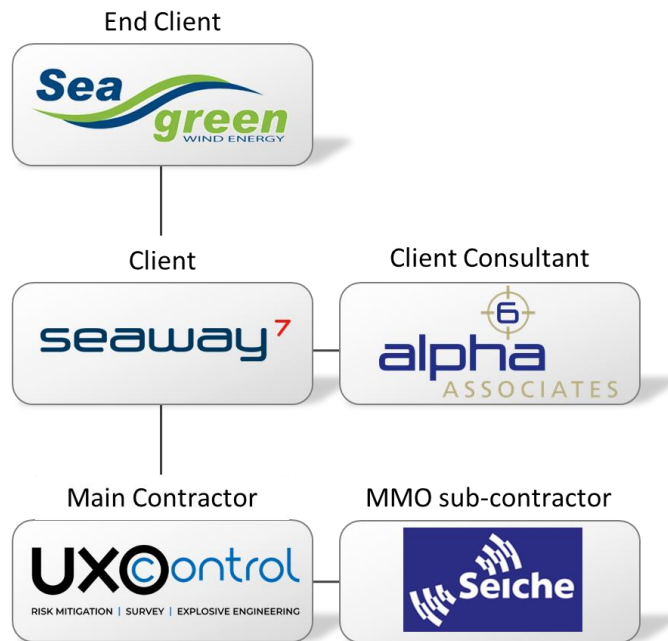 End Client
Sea
green
WIND ENERGY
Client
Client Consultant
seaway7
6
alpha
ASSOCIATES
Main Contractor
MMO sub-contractor
UXOcontrol
RISK MITIGATION | SURVEY | EXPLOSIVE ENGINEERING
Seiche